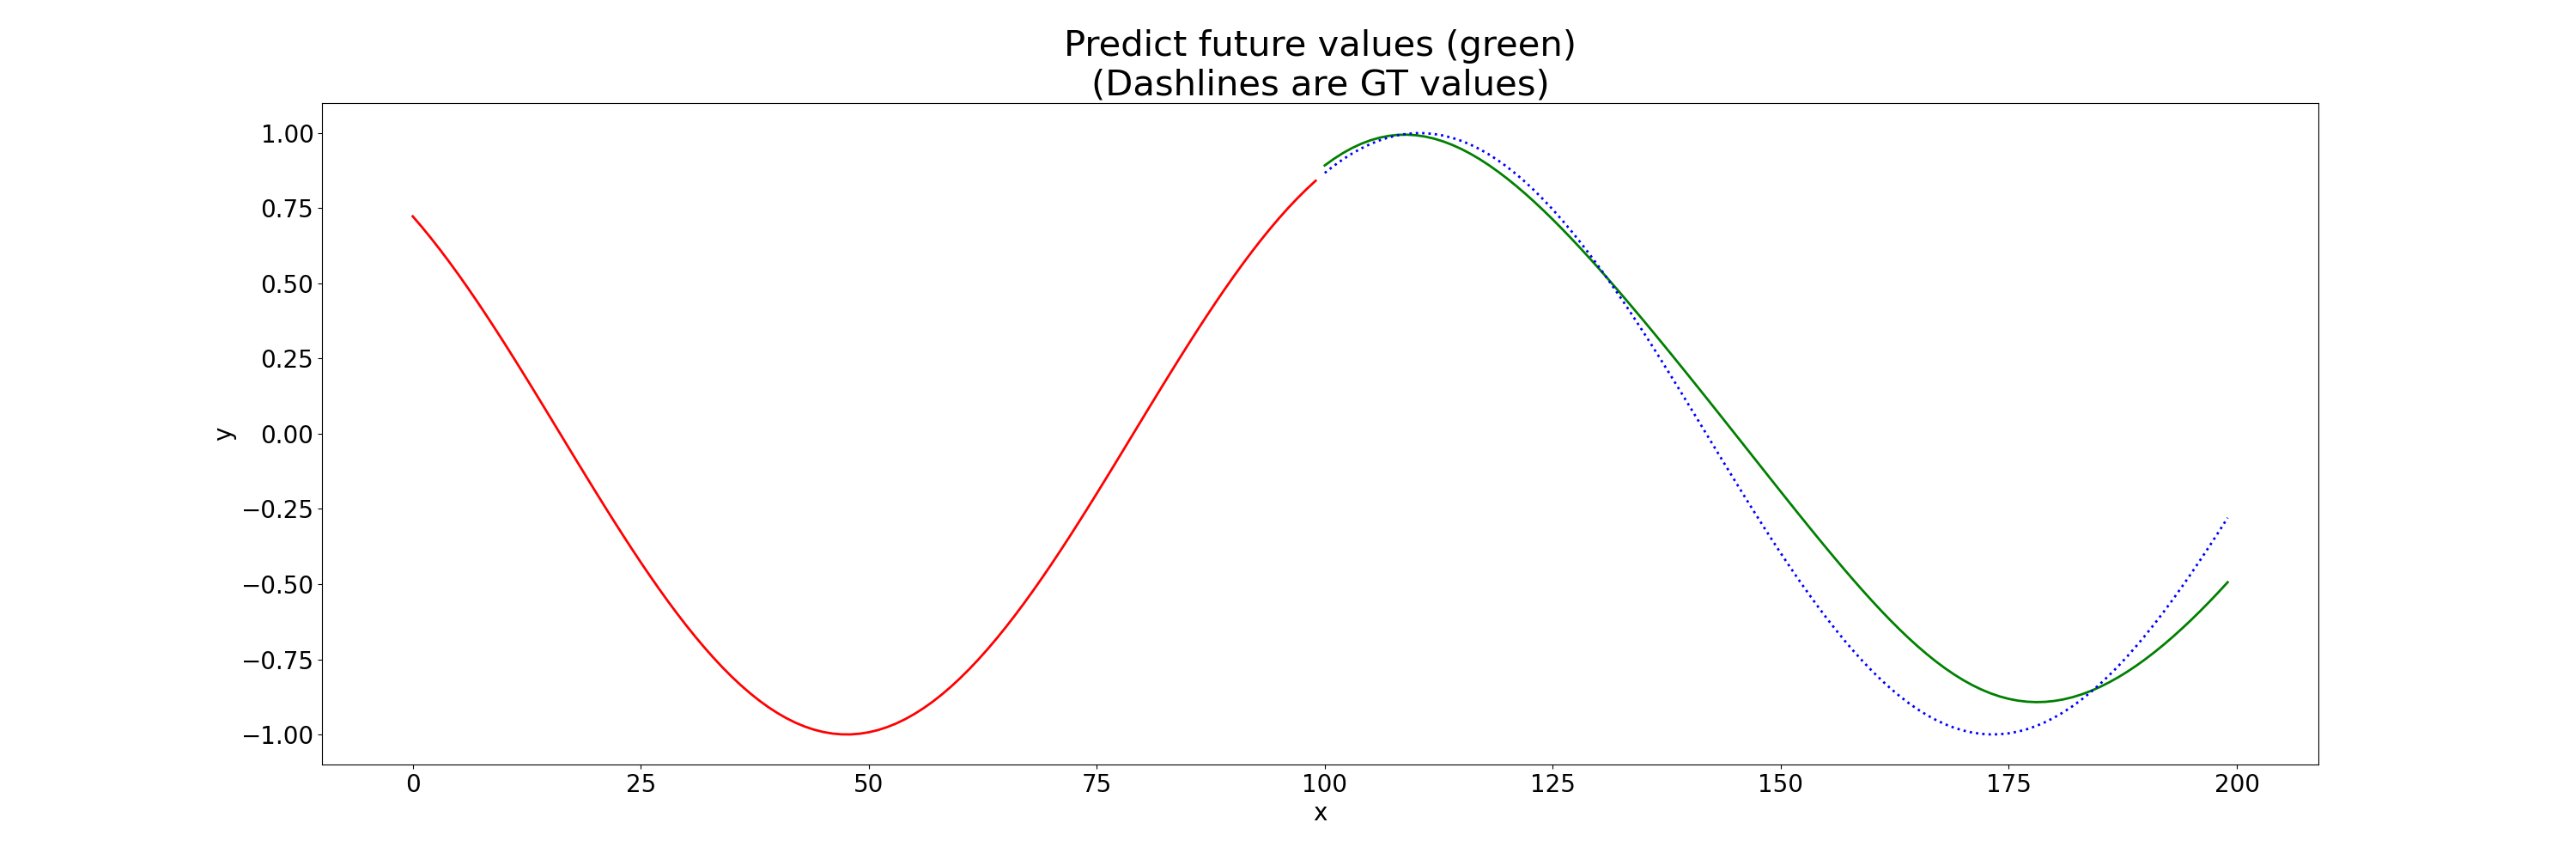 Predict future values (green)
(Dashlines are GT values)
1.00
0.75
0.50
0.25
0.00
−0.25
−0.50
−0.75
−1.00
y
0 25 50 75 100 125 150 175 200
x